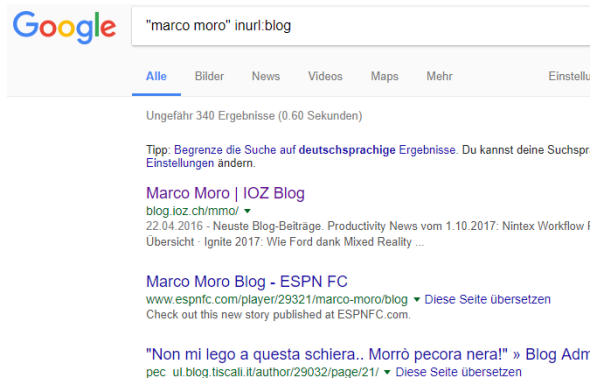 Google "marco moro" inurl:blog
Alle Bilder News Videos Maps Mehr
Ungefähr 340 Ergebnisse (0.60 Sekunden)
Tipp: Begrenze die Suche auf deutschsprachige Ergebnisse. Du kannst deine
Einstellungen ändern.
Marco Moro | IOZ Blog
blog.ioz.ch/mmo/
22.04.2016 - Neuste Blog-Beiträge. Productivity News vom 1.10.2017: Nintex Workflow
Übersicht · Ignite 2017: Wie Ford dank Mixed Reality ...
Marco Moro Blog - ESPN FC
www.espnfc.com/player/29321/marco-moro/blog Diese Seite übersetzen
Check out this new story published at ESPNFC.com.
"Non mi lego a questa schiera.. Morrò pecora nera!" » Blog
pec_ul.blog.tiscali.it/author/29032/page/21/ Diese Seite übersetzen